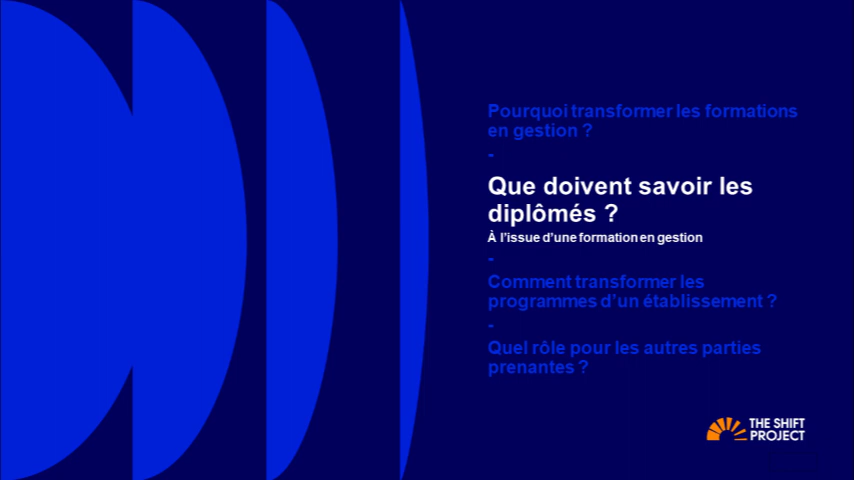 Pourquoi transformer les formations
en gestion ?
-
Que doivent savoir les
diplômés ?
À l'issue d'une formation en gestion
-
Comment transformer les
programmes d'un établissement ?
-
Quel rôle pour les autres parties
prenantes ?
THE SHIFT
PROJECT